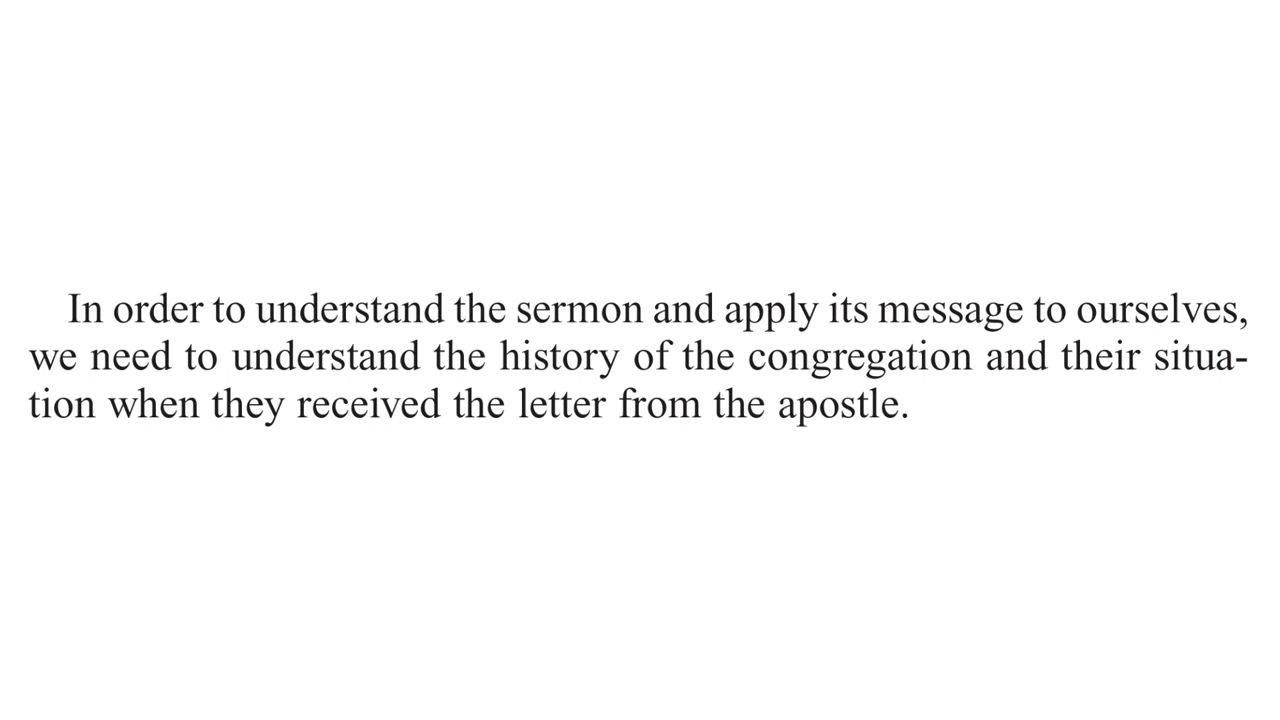 In order to understand the sermon and apply its message to ourselves,
we need to understand the history of the congregation and their situa-
tion when they received the letter from the apostle.